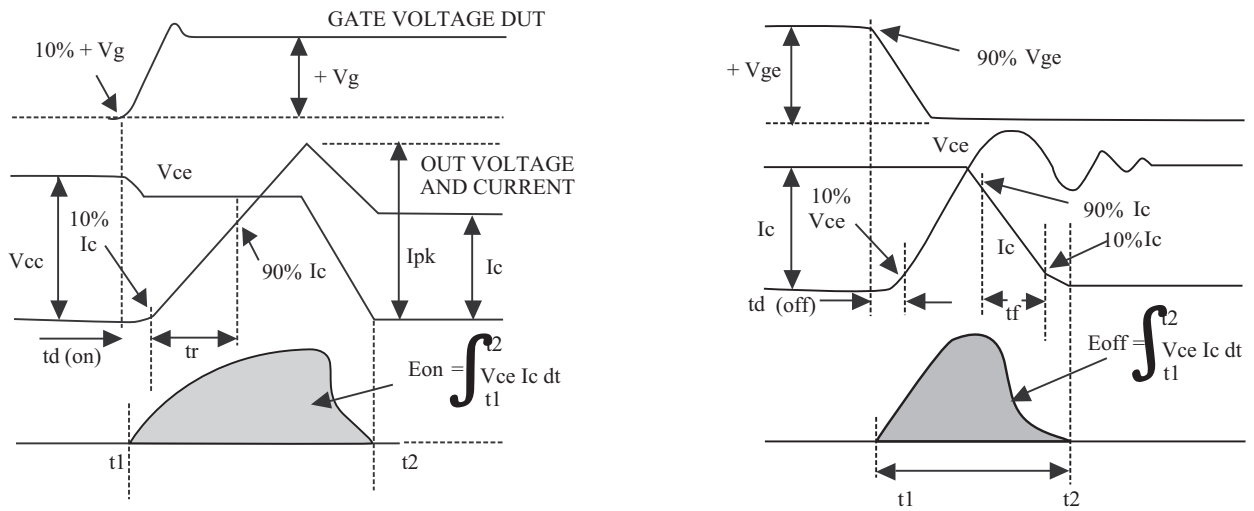 GATE VOLTAGE DUT
10% + Vg
+ Vg
Vce
OUT VOLTAGE
AND CURRENT
10%
Ic
Vcc
90% Ic
Ipk
Ic
td (on)
tr
Eon = ∫ t2 t1 Vce Ic dt
t1
t2
90% Vge
+ Vge
Vce
10%
Vce
90% Ic
Ic
Ic
10% Ic
td (off)
tf
Eoff = ∫ t2 t1 Vce Ic dt
t1
t2